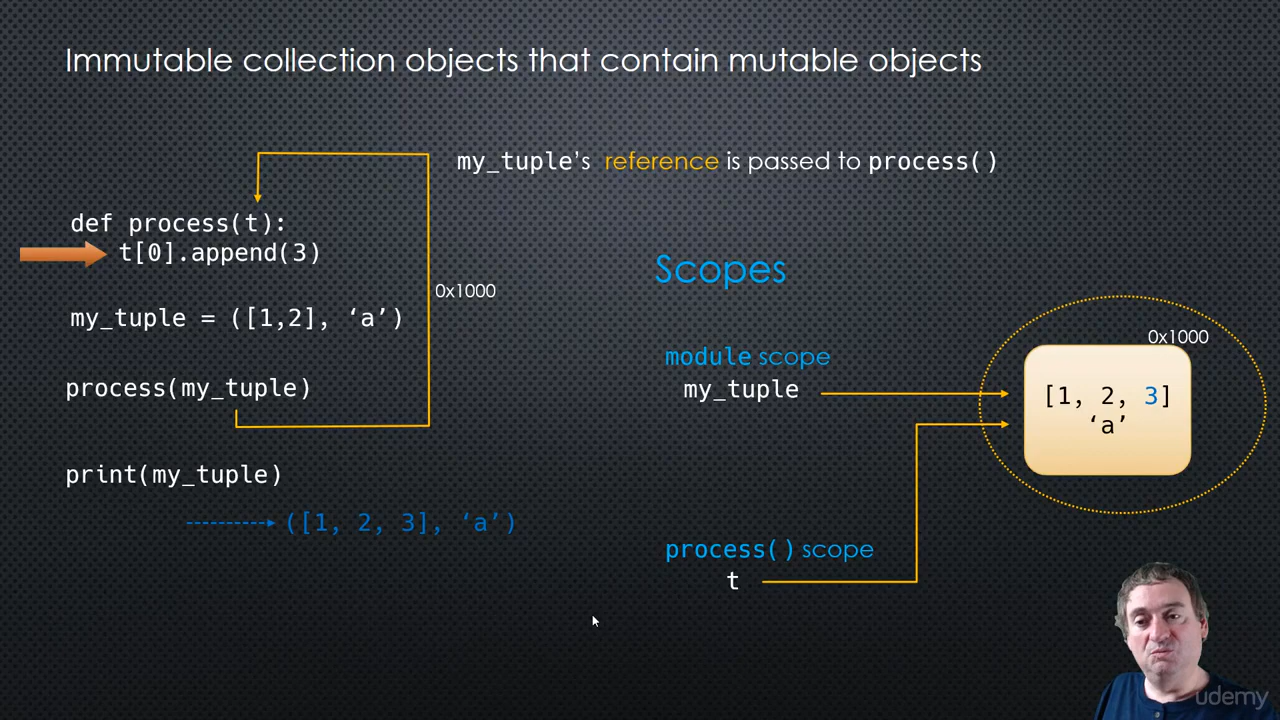 Immutable collection objects that contain mutable objects
my_tuple’s reference is passed to process()
def process(t):
t[0].append(3)
0x1000
my_tuple = ([1,2], ‘a’)
process(my_tuple)
print(my_tuple)
([1, 2, 3], ‘a’)
Scopes
module scope
my_tuple
0x1000
[1, 2, 3]
‘a’
process() scope
t
udemy